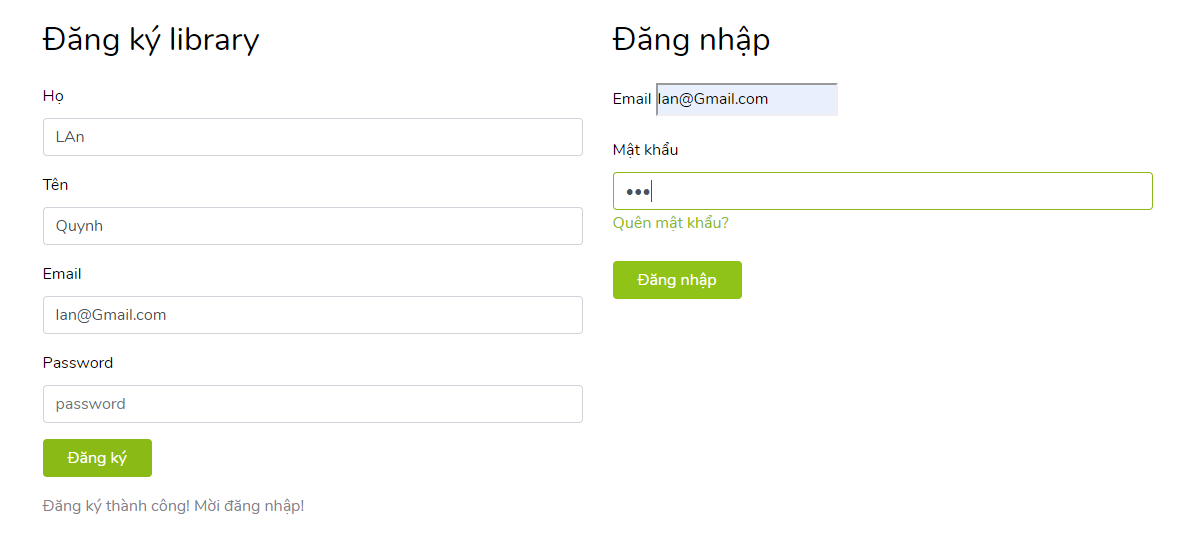 Đăng ký library
Họ
LAn
Tên
Quynh
Email
lan@Gmail.com
Password
password
Đăng ký
Đăng ký thành công! Mời đăng nhập!
Đăng nhập
Email lan@Gmail.com
Mật khẩu
•••
Quên mật khẩu?
Đăng nhập